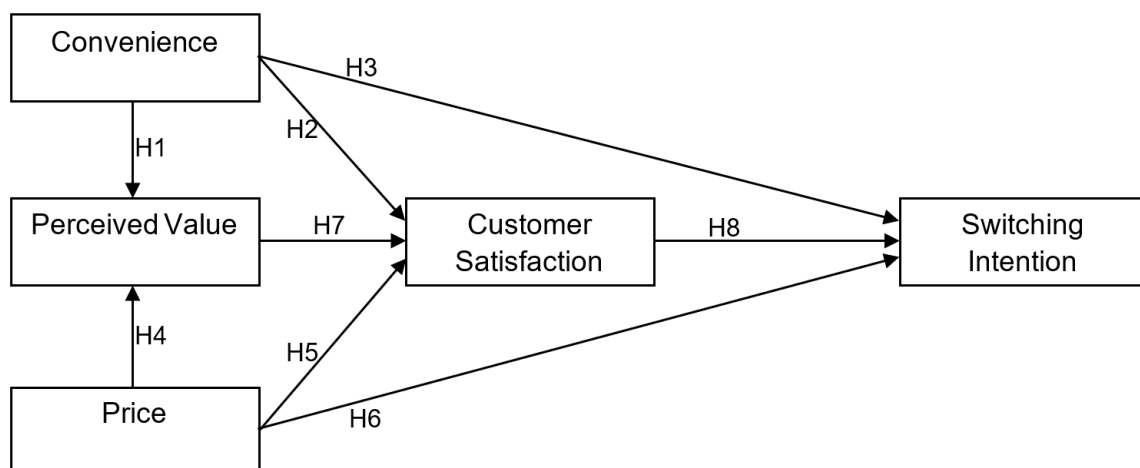 Convenience
H3
H2
H1
Perceived Value
H7
Customer
Satisfaction
H8
Switching
Intention
H4
H5
Price
H6